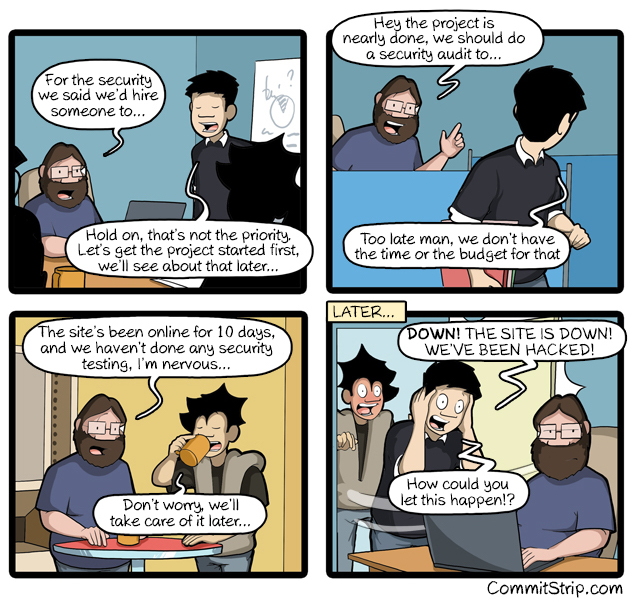 For the security
we said we'd hire
someone to...
Hold on, that's not the priority.
Let's get the project started first,
we'll see about that later...
Hey the project is
nearly done, we should do
a security audit to...
Too late man, we don't have
the time or the budget for that
The site's been online for 10 days,
and we haven't done any security
testing, I'm nervous...
Don't worry, we'll
take care of it later...
LATER...
DOWN! THE SITE IS DOWN!
WE'VE BEEN HACKED!
How could you
let this happen!?
CommitStrip.com